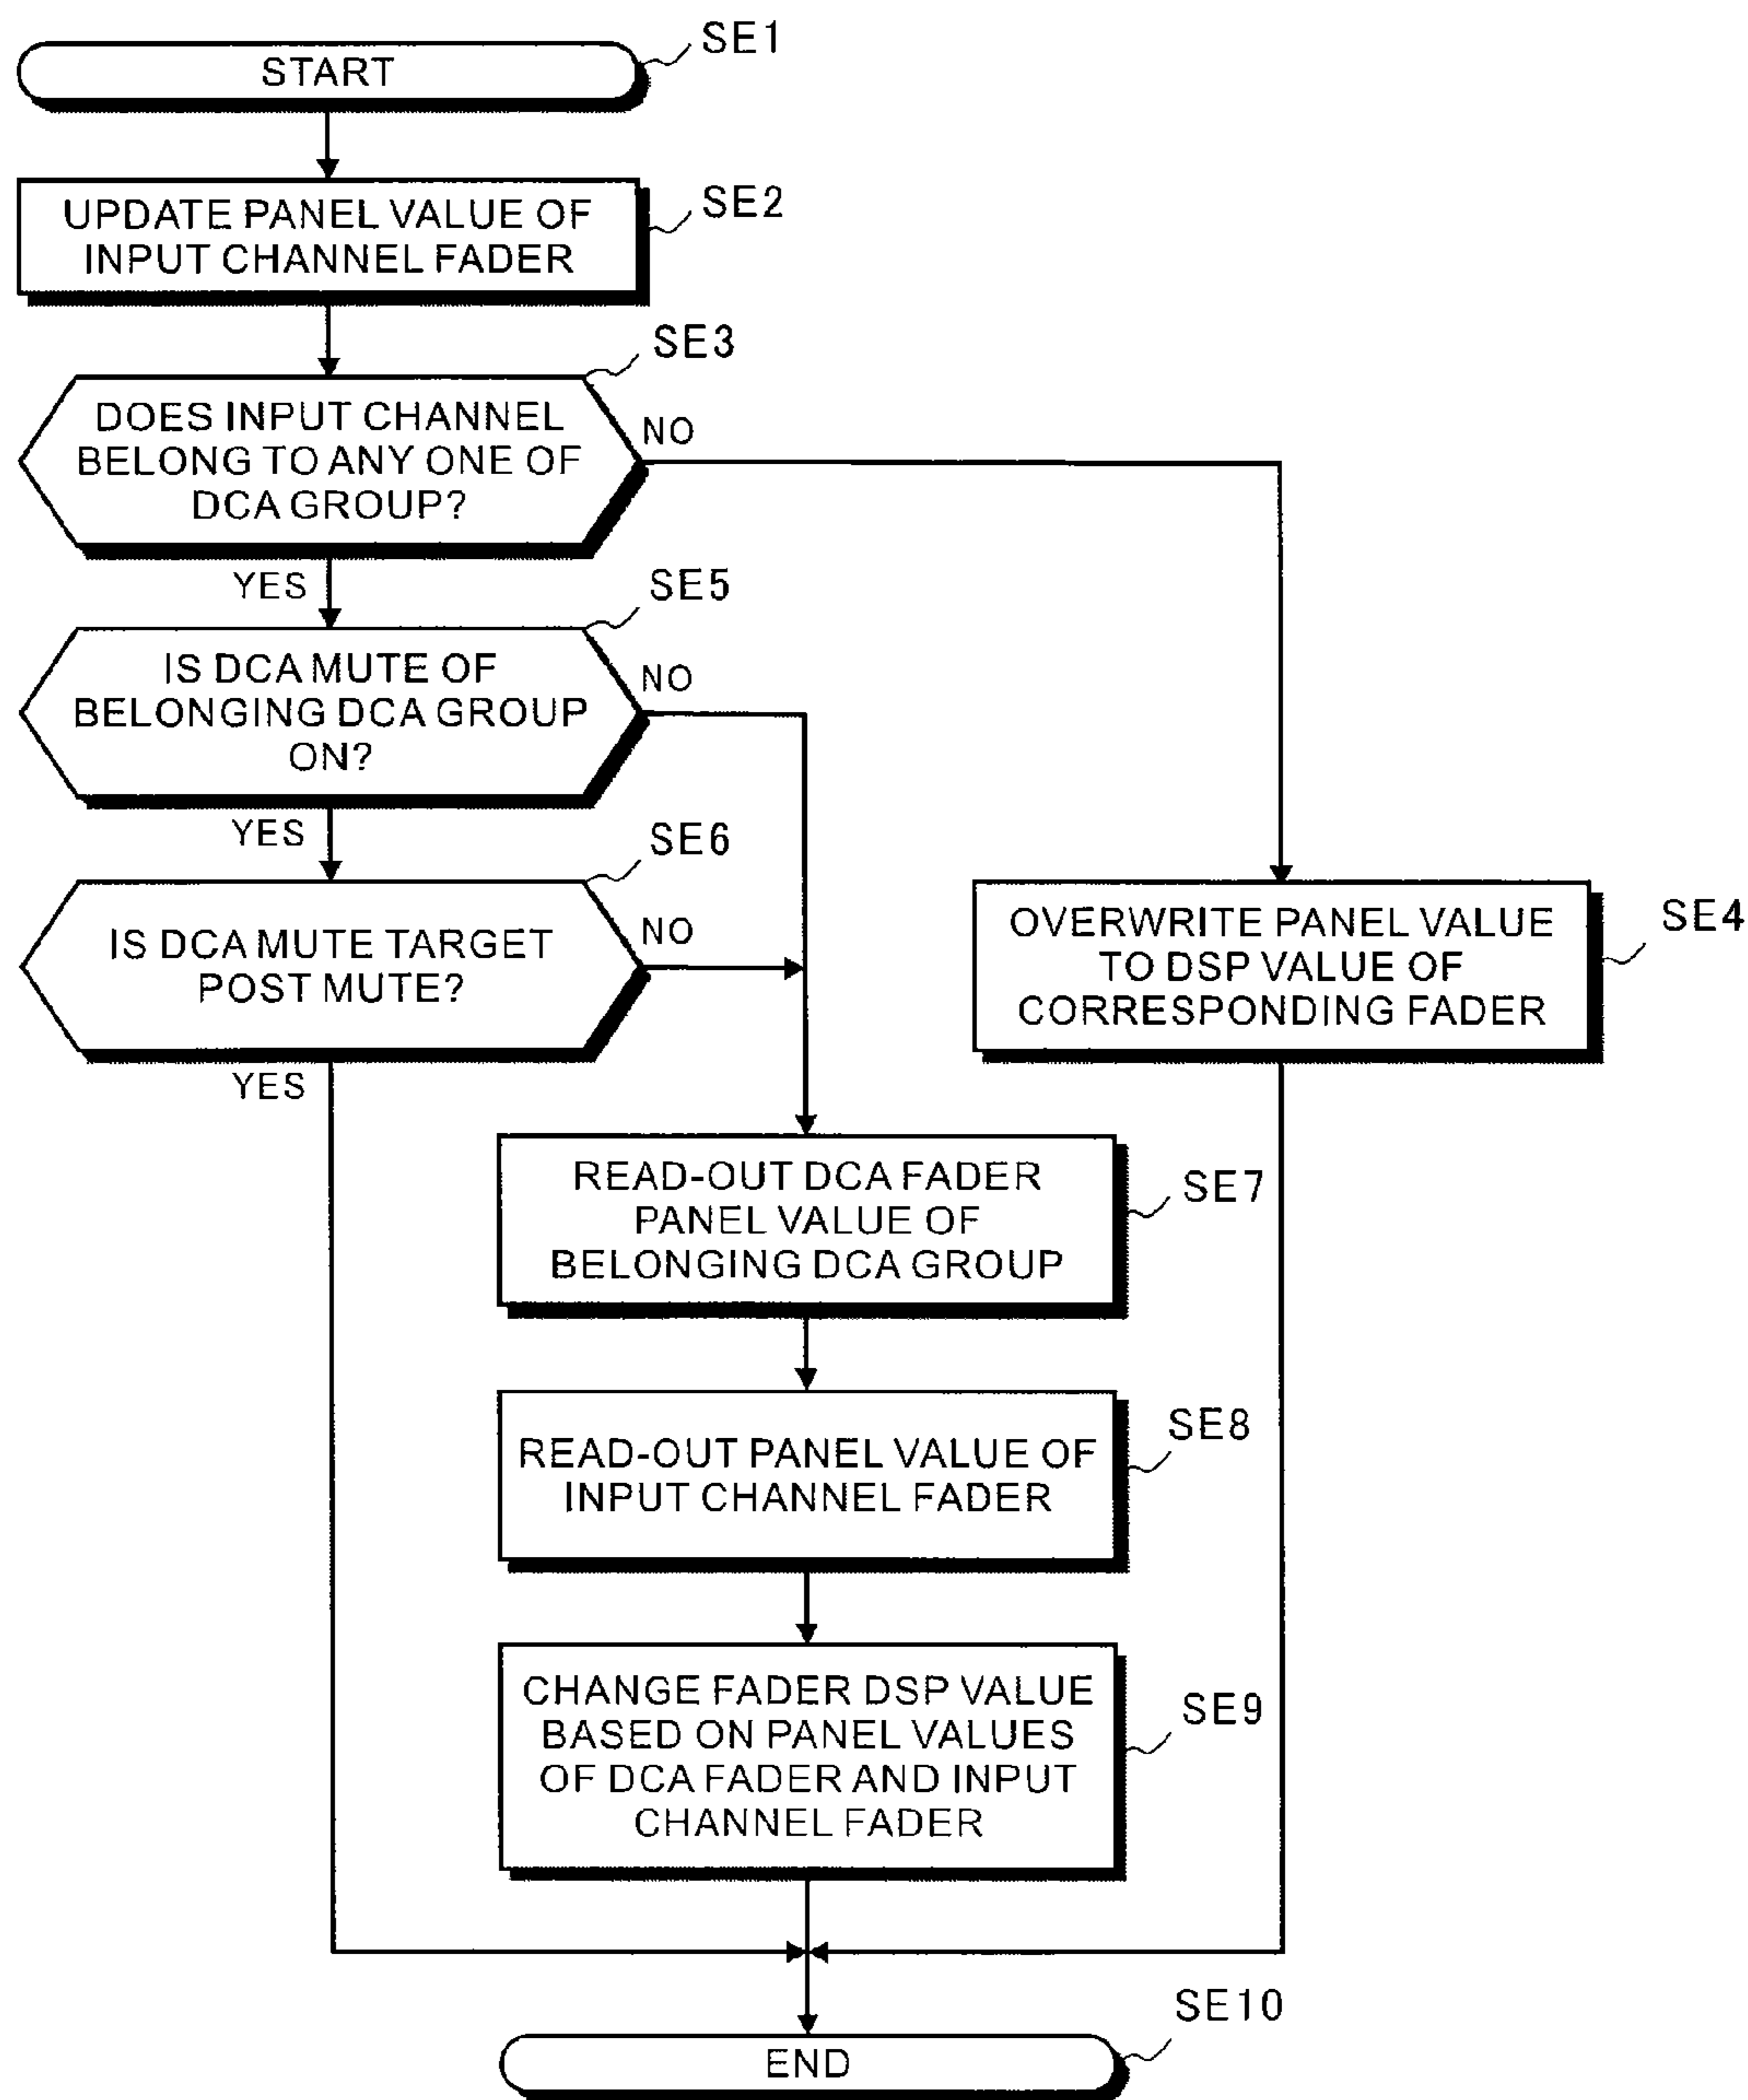 START
SE1
UPDATE PANEL VALUE OF
INPUT CHANNEL FADER
SE2
DOES INPUT CHANNEL
BELONG TO ANY ONE OF
DCA GROUP?
SE3
NO
YES
IS DCA MUTE OF
BELONGING DCA GROUP
ON?
SE5
NO
YES
IS DCA MUTE TARGET
POST MUTE?
SE6
NO
YES
OVERWRITE PANEL VALUE
TO DSP VALUE OF
CORRESPONDING FADER
SE4
READ-OUT DCA FADER
PANEL VALUE OF
BELONGING DCA GROUP
SE7
READ-OUT PANEL VALUE OF
INPUT CHANNEL FADER
SE8
CHANGE FADER DSP VALUE
BASED ON PANEL VALUES
OF DCA FADER AND INPUT
CHANNEL FADER
SE9
END
SE10